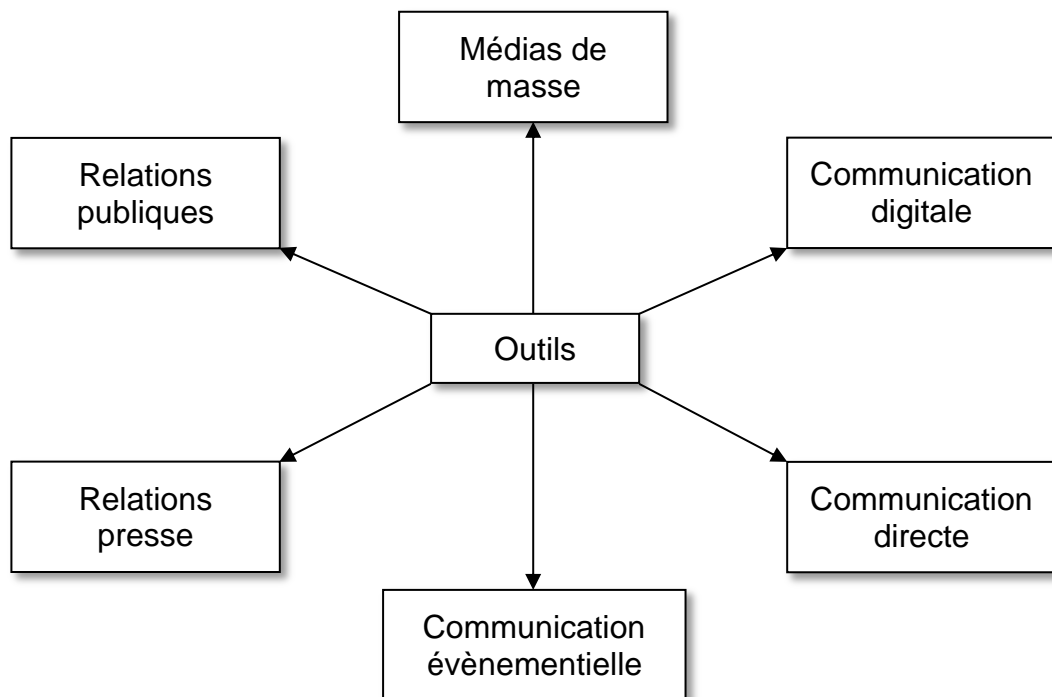 Médias de
masse
Relations
publiques
Communication
digitale
Outils
Relations
presse
Communication
directe
Communication
évènementielle